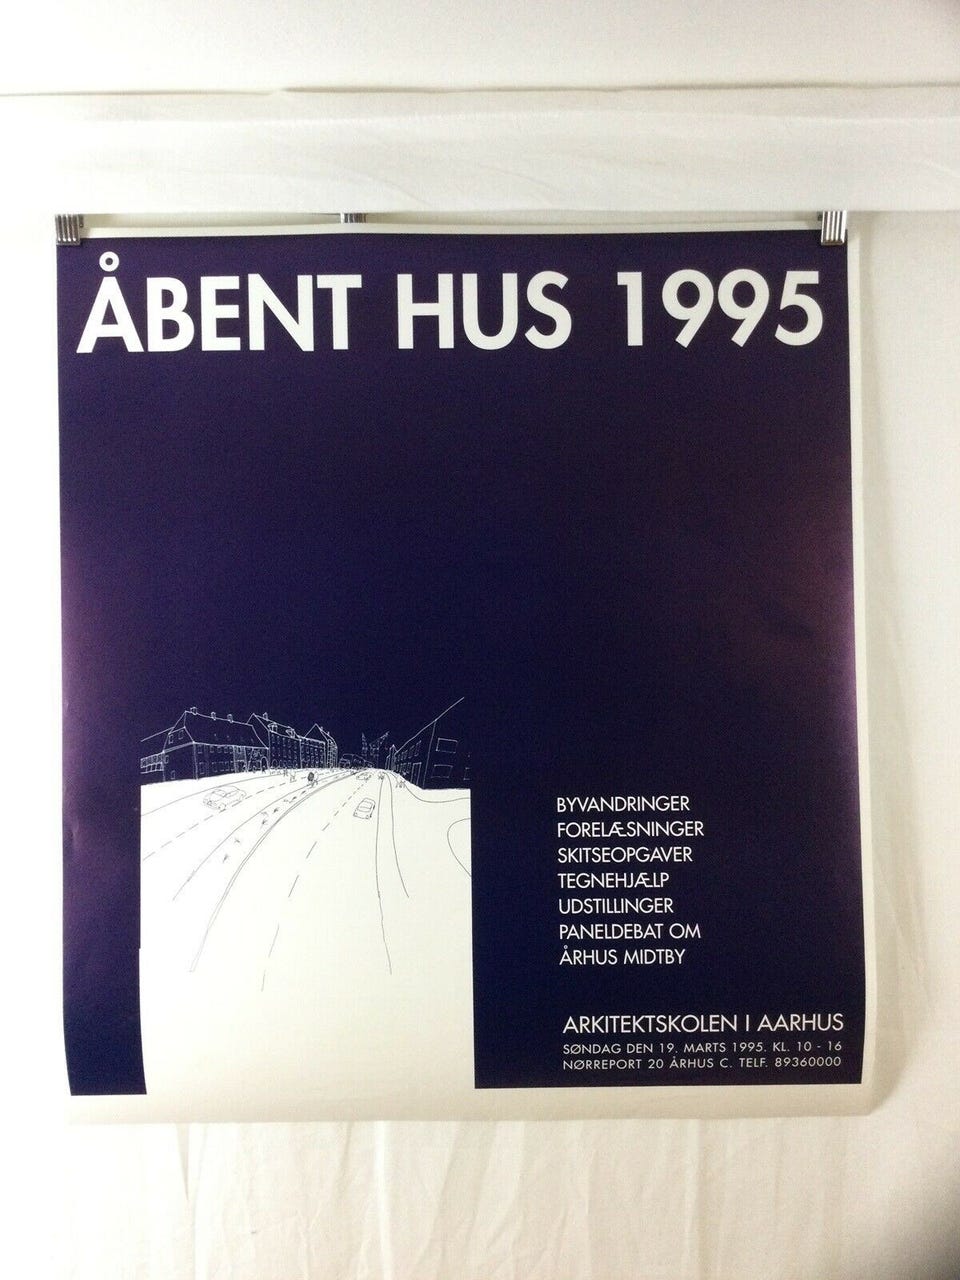 ÅBENT HUS 1995
BYVANDRINGER
FORELÆSNINGER
SKITSEOPGAVER
TEGNEHJÆLP
UDSTILLINGER
PANELDEBAT OM
ÅRHUS MIDTBY
ARKITEKTSKOLEN I AARHUS
SØNDAG DEN 19. MARTS 1995. KL. 10 - 16
NØRREPORT 20 ÅRHUS C. TELF. 89360000